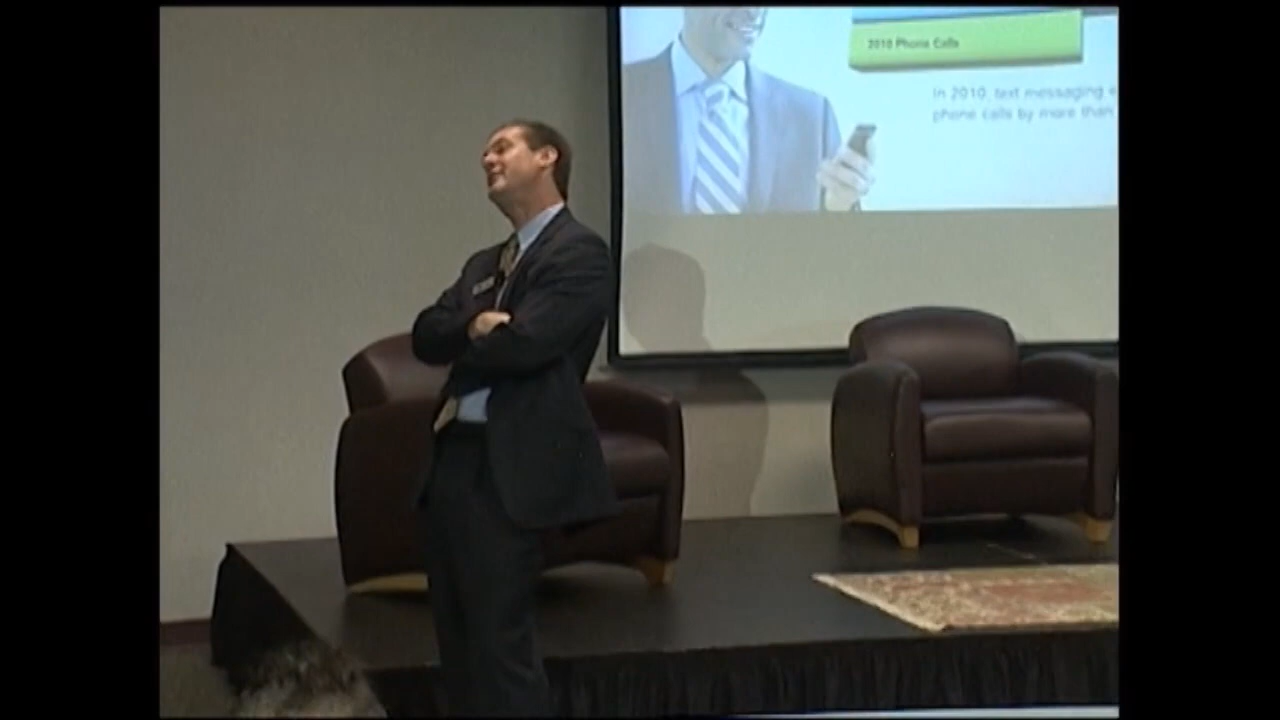 2010 Phone Calls
In 2010, text messaging
phone calls by more than